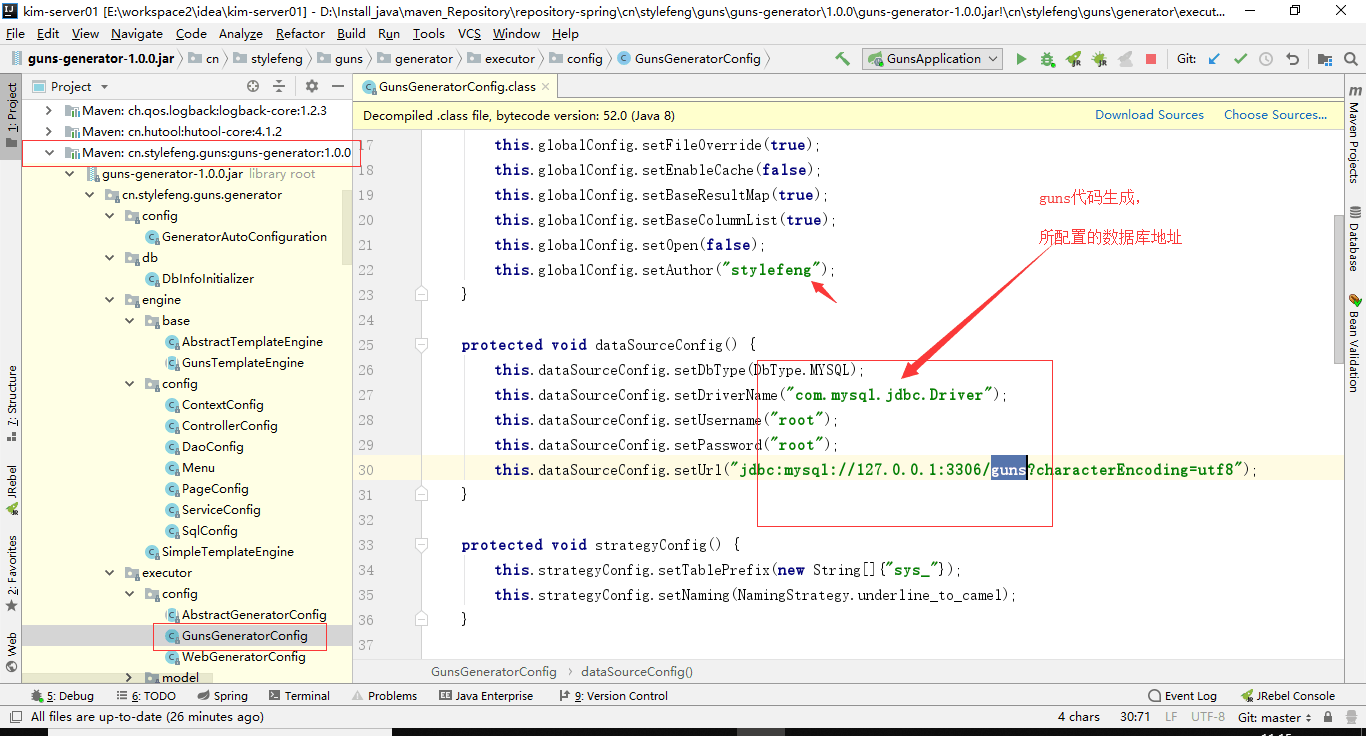 kim-server01 [E:\workspace2\idea\kim-server01] - D:\Install_java\maven_Repository\repository-spring\cn\stylefeng\guns\guns-generator\1.0.0\guns-generator-1.0.0.jar!\cn\stylefeng\guns\generator\execut...
File Edit View Navigate Code Analyze Refactor Build Run Tools VCS Window Help
guns-generator-1.0.0.jar cn stylefeng guns generator executor config GunsGeneratorConfig GunsApplication Git:
Project
GunsGeneratorConfig.class
Decompiled .class file, bytecode version: 52.0 (Java 8) Download Sources Choose Sources...
1: Project
7: Structure
JRebel
2: Favorites
Web
Maven: ch.qos.logback:logback-core:1.2.3
Maven: cn.hutool:hutool-core:4.1.2
Maven: cn.stylefeng.guns:guns-generator:1.0.0
guns-generator-1.0.0.jar library root
cn.stylefeng.guns.generator
config
GeneratorAutoConfiguration
db
DbInfoInitializer
engine
base
AbstractTemplateEngine
GunsTemplateEngine
config
ContextConfig
ControllerConfig
DaoConfig
Menu
PageConfig
ServiceConfig
SqlConfig
SimpleTemplateEngine
executor
config
AbstractGeneratorConfig
GunsGeneratorConfig
WebGeneratorConfig
model
17 this.globalConfig.setFileOverride(true);
18 this.globalConfig.setEnableCache(false);
19 this.globalConfig.setBaseResultMap(true);
20 this.globalConfig.setBaseColumnList(true);
21 this.globalConfig.setOpen(false);
22 this.globalConfig.setAuthor("stylefeng");
23 }
24
25 protected void dataSourceConfig() {
26 this.dataSourceConfig.setDbType(DbType.MYSQL);
27 this.dataSourceConfig.setDriverName("com.mysql.jdbc.Driver");
28 this.dataSourceConfig.setUsername("root");
29 this.dataSourceConfig.setPassword("root");
30 this.dataSourceConfig.setUrl("jdbc:mysql://127.0.0.1:3306/guns?characterEncoding=utf8");
31 }
32
33 protected void strategyConfig() {
34 this.strategyConfig.setTablePrefix(new String[]{"sys_"});
35 this.strategyConfig.setNaming(NamingStrategy.underline_to_camel);
36 }
37
guns代码生成，
所配置的数据库地址
Maven Projects
Database
Bean Validation
GunsGeneratorConfig dataSourceConfig()
5: Debug 6: TODO Spring Terminal Problems Java Enterprise 9: Version Control Event Log JRebel Console
All files are up-to-date (26 minutes ago) 4 chars 30:71 LF UTF-8 Git: master